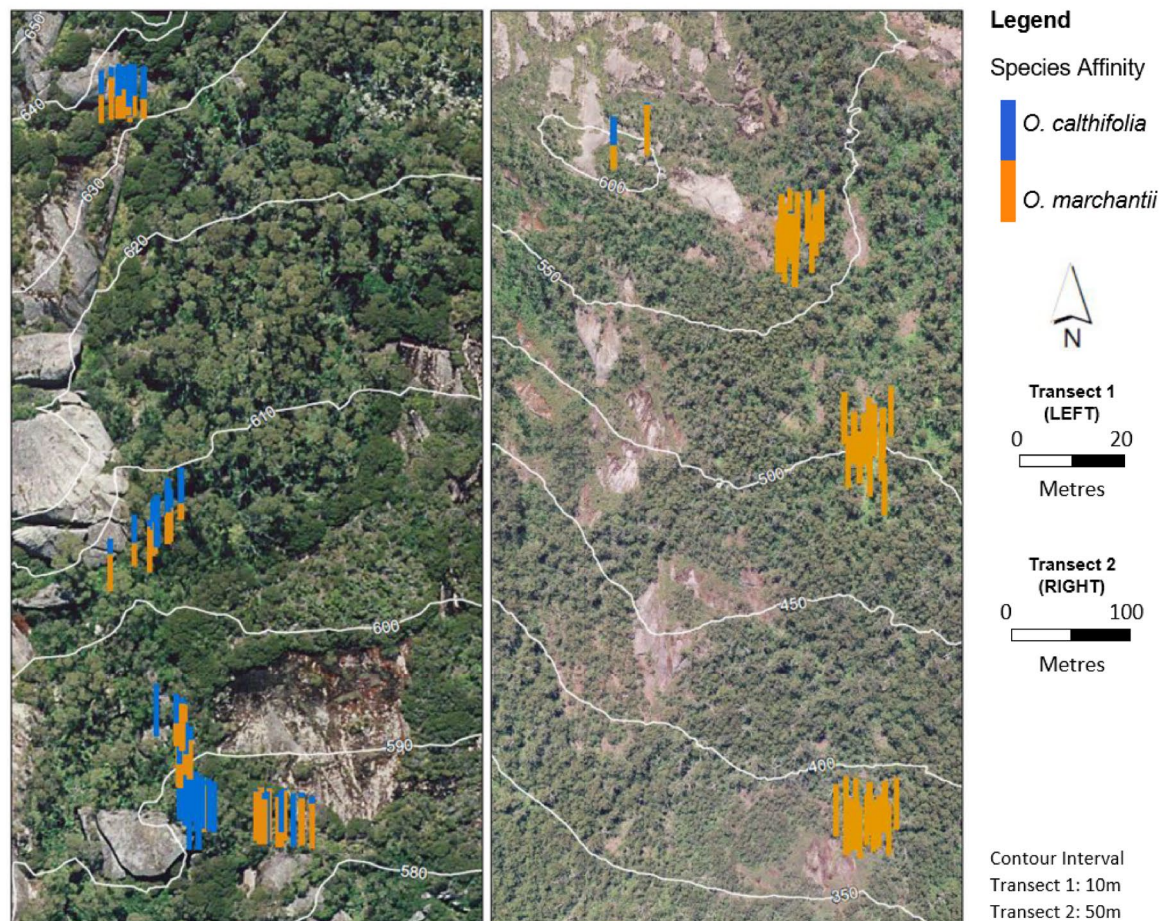 650
640
630
620
610
600
590
580
600
550
500
450
400
350
Legend
Species Affinity
O. calthifolia
O. marchantii
N
Transect 1
(LEFT)
0 20
Metres
Transect 2
(RIGHT)
0 100
Metres
Contour Interval
Transect 1: 10m
Transect 2: 50m